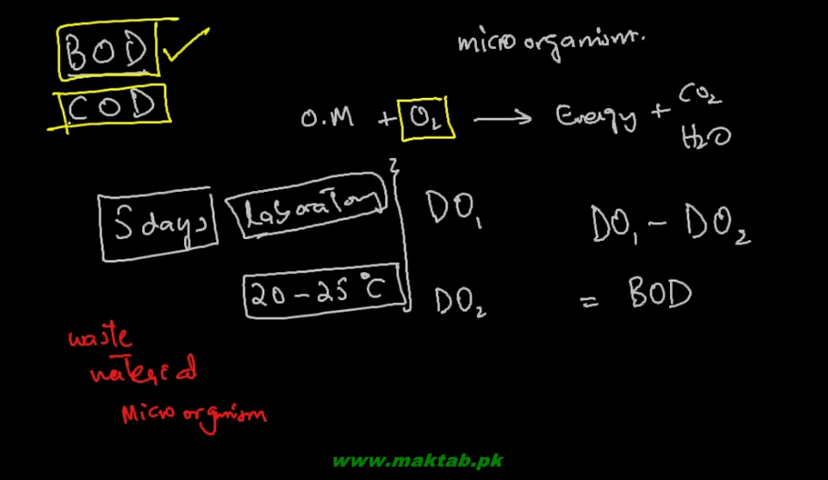 BOD
COD
micro organism.
O.M + O₂ → Energy + CO₂
H₂O
5 days Laboratory DO₁
20-25°C DO₂
DO₁ - DO₂
= BOD
waste
material
Micro organism
www.maktab.pk